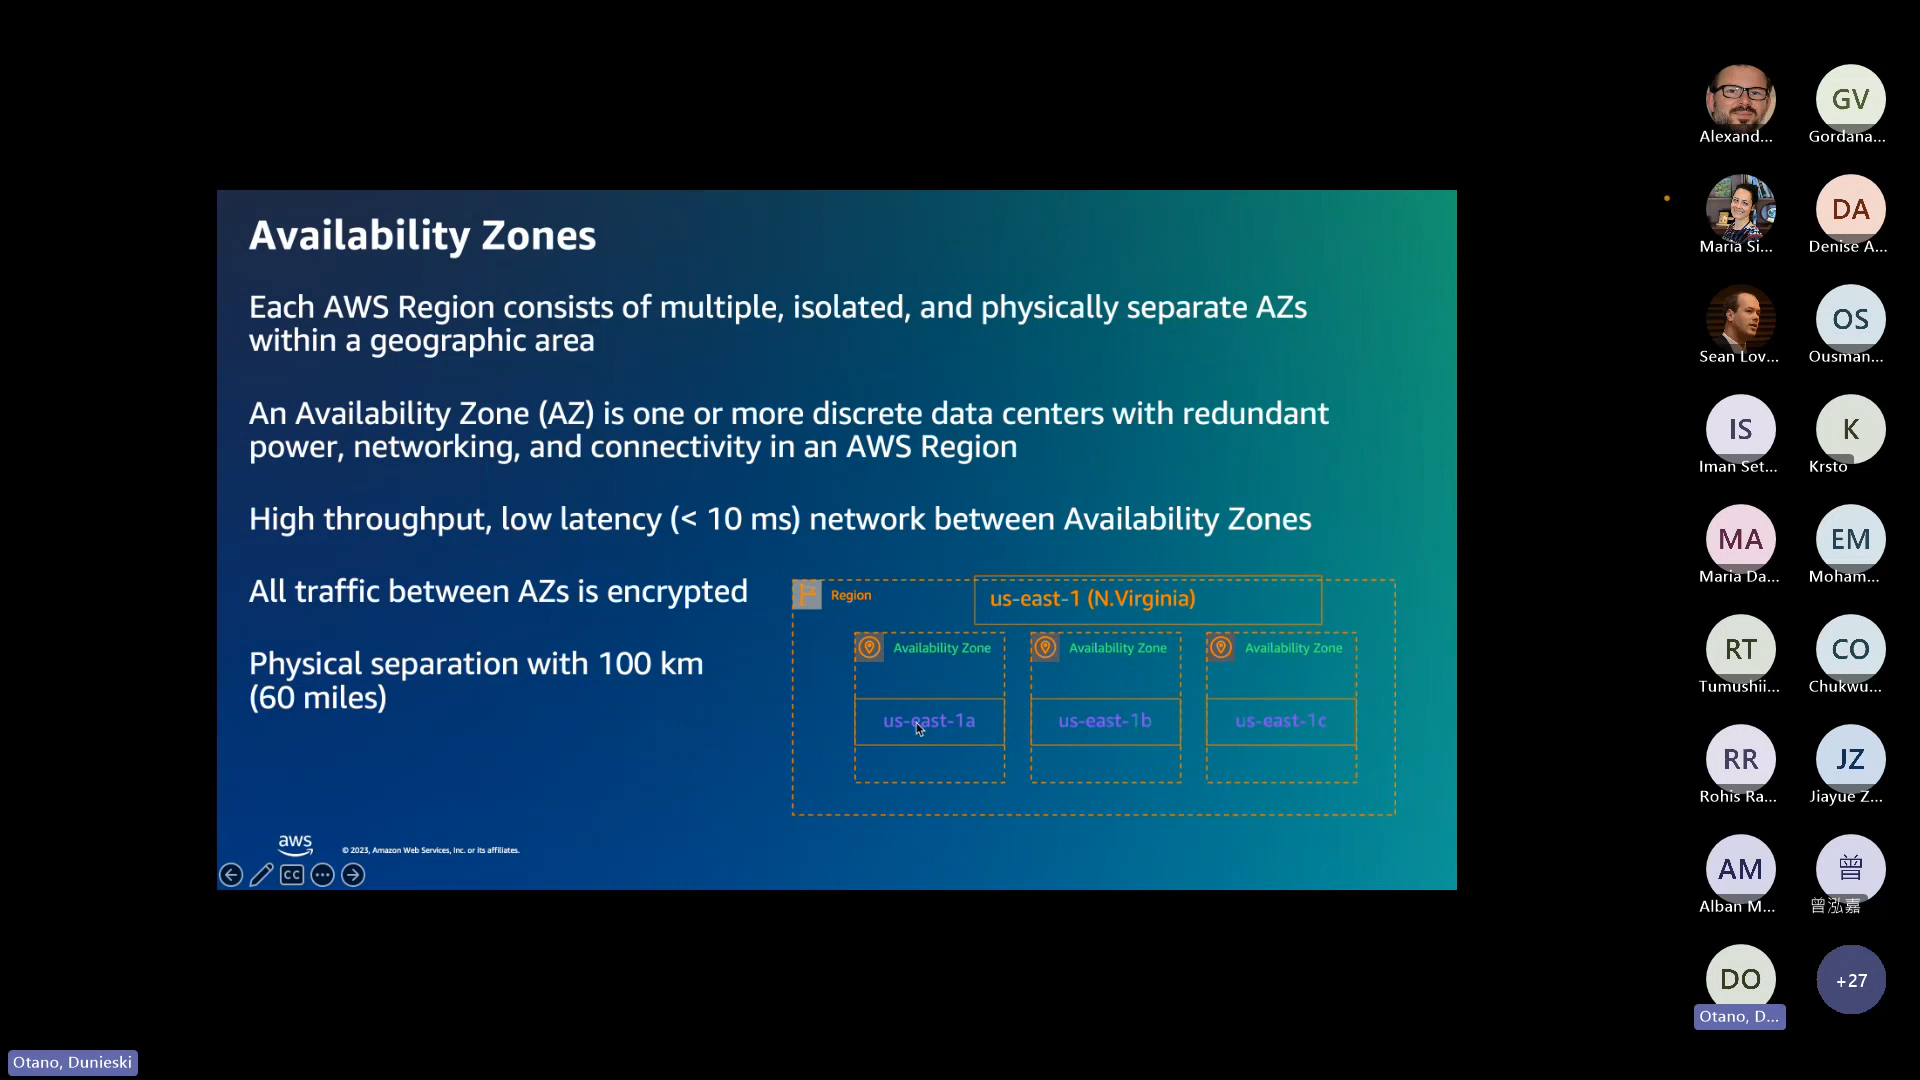 Availability Zones
Each AWS Region consists of multiple, isolated, and physically separate AZs
within a geographic area
An Availability Zone (AZ) is one or more discrete data centers with redundant
power, networking, and connectivity in an AWS Region
High throughput, low latency (< 10 ms) network between Availability Zones
All traffic between AZs is encrypted
Physical separation with 100 km
(60 miles)
Region
us-east-1 (N.Virginia)
Availability Zone
Availability Zone
Availability Zone
us-east-1a
us-east-1b
us-east-1c
aws
© 2023, Amazon Web Services, Inc. or its affiliates.
CC
Otano, Dunieski
Alexand...
GV
Gordana...
Maria Si...
DA
Denise A...
Sean Lov...
OS
Ousman...
IS
Iman Set...
K
Krsto
MA
Maria Da...
EM
Moham...
RT
Tumushii...
CO
Chukwu...
RR
Rohis Ra...
JZ
Jiayue Z...
AM
Alban M...
曾
曾泓嘉
DO
Otano, D...
+27